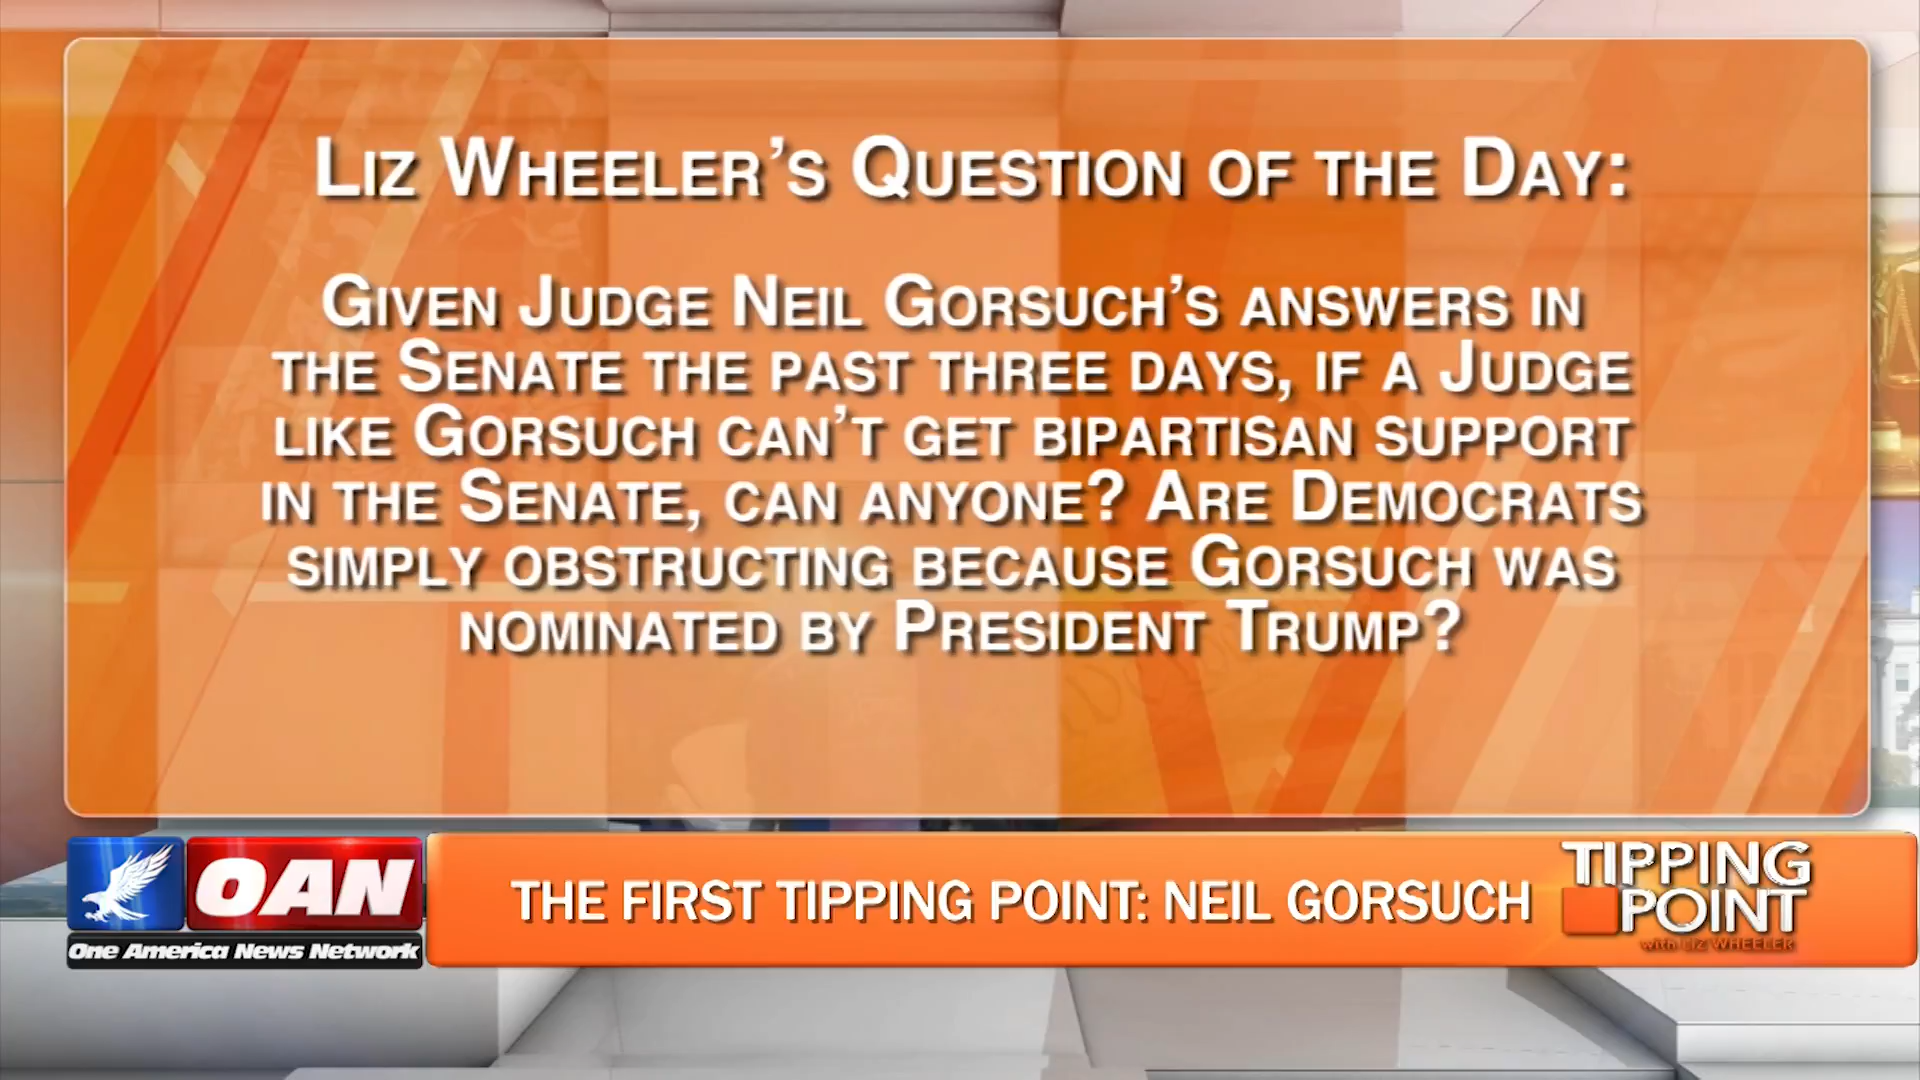 Liz Wheeler's Question of the Day:
Given Judge Neil Gorsuch's answers in
the Senate the past three days, if a Judge
like Gorsuch can't get bipartisan support
in the Senate, can anyone? Are Democrats
simply obstructing because Gorsuch was
nominated by President Trump?
OAN
One America News Network
THE FIRST TIPPING POINT: NEIL GORSUCH
TIPPING
POINT
with LIZ WHEELER